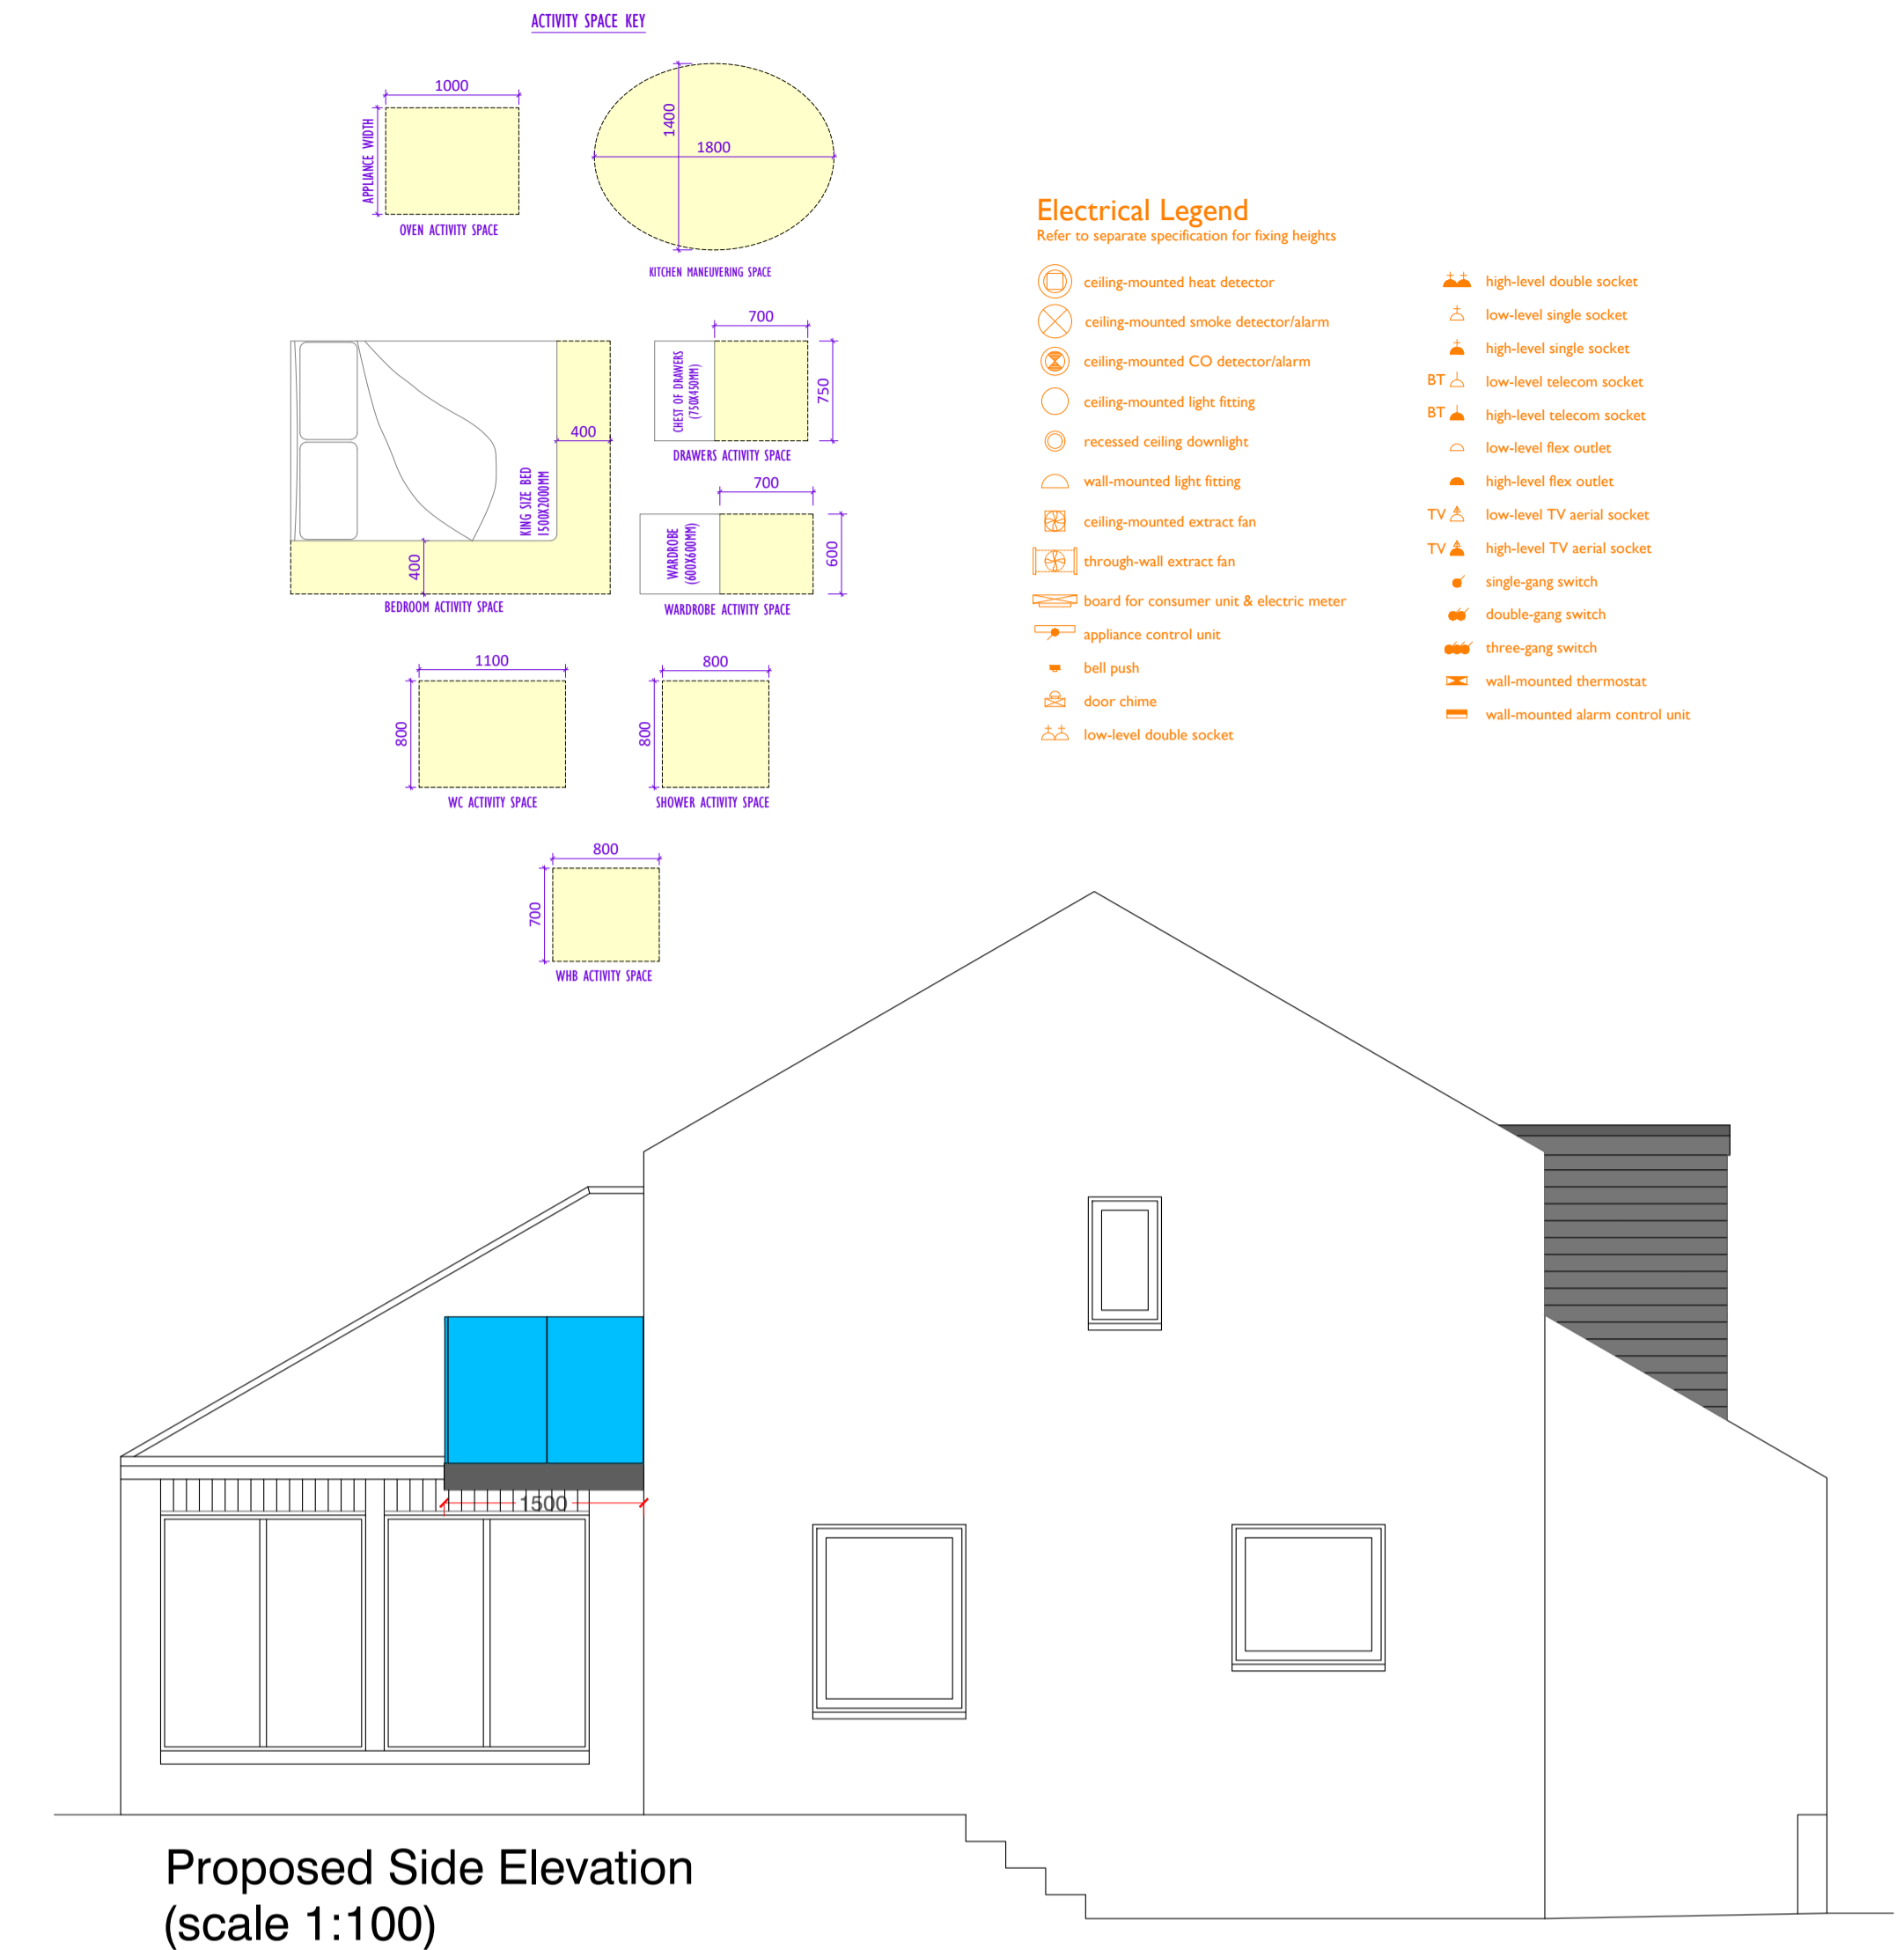 ACTIVITY SPACE KEY
1000
APPLIANCE WIDTH
OVEN ACTIVITY SPACE
1400
1800
KITCHEN MANEUVERING SPACE
400
KING SIZE BED
1500X2000MM
400
BEDROOM ACTIVITY SPACE
700
CHEST OF DRAWERS
(750X450MM)
750
DRAWERS ACTIVITY SPACE
700
WARDROBE
(600X600MM)
600
WARDROBE ACTIVITY SPACE
1100
800
WC ACTIVITY SPACE
800
800
SHOWER ACTIVITY SPACE
800
700
WHB ACTIVITY SPACE
Electrical Legend
Refer to separate specification for fixing heights
ceiling-mounted heat detector
ceiling-mounted smoke detector/alarm
ceiling-mounted CO detector/alarm
ceiling-mounted light fitting
recessed ceiling downlight
wall-mounted light fitting
ceiling-mounted extract fan
through-wall extract fan
board for consumer unit & electric meter
appliance control unit
bell push
door chime
low-level double socket
high-level double socket
low-level single socket
high-level single socket
BT low-level telecom socket
BT high-level telecom socket
low-level flex outlet
high-level flex outlet
TV low-level TV aerial socket
TV high-level TV aerial socket
single-gang switch
double-gang switch
three-gang switch
wall-mounted thermostat
wall-mounted alarm control unit
1500
Proposed Side Elevation
(scale 1:100)